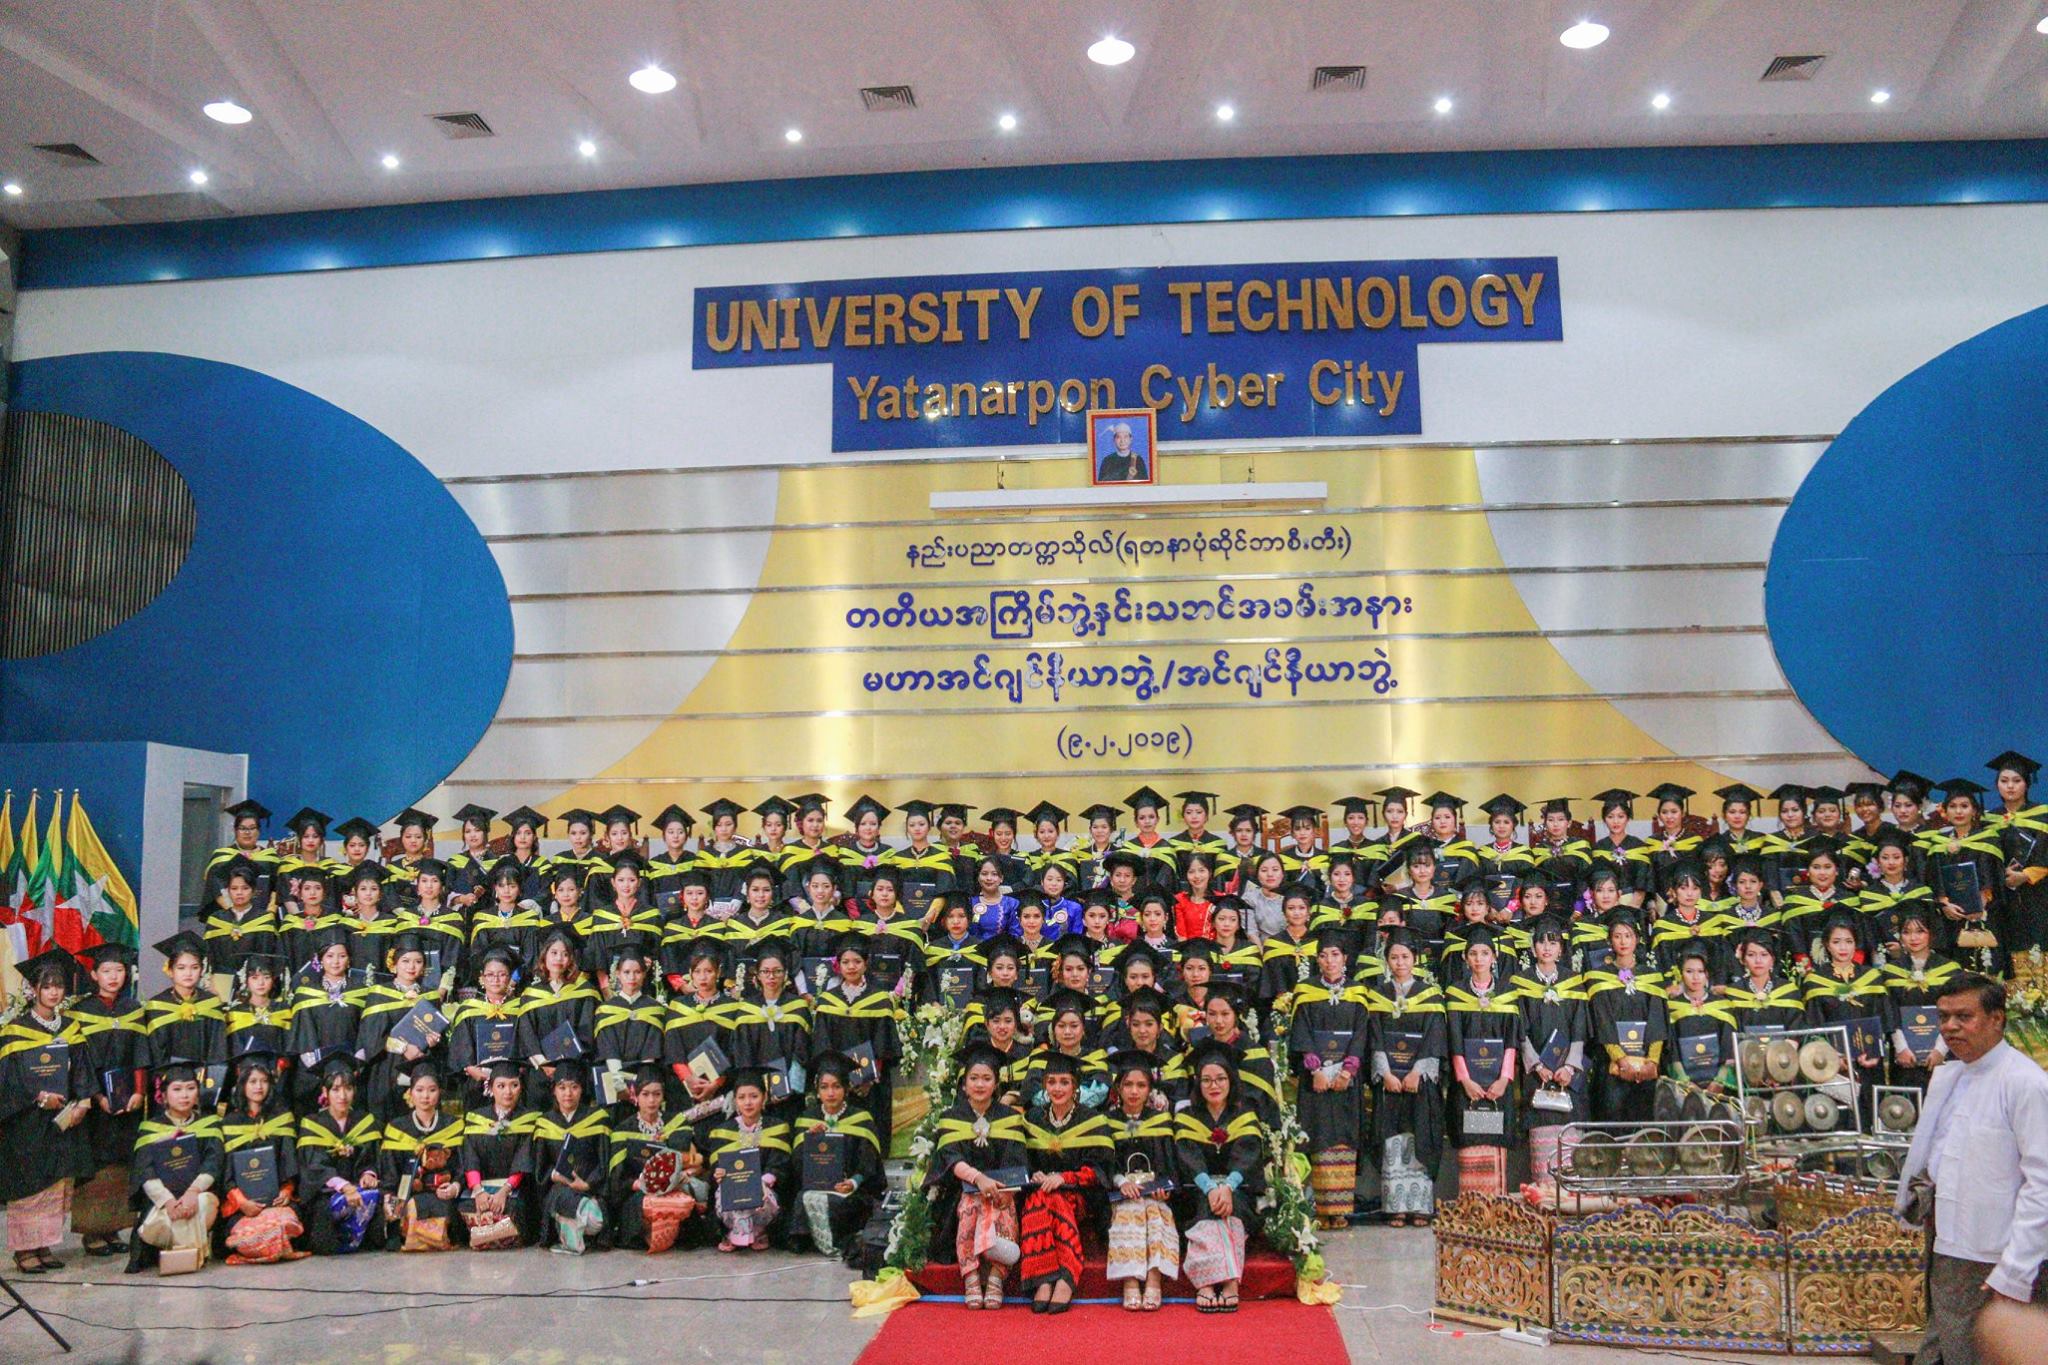 UNIVERSITY OF TECHNOLOGY
Yatanarpon Cyber City
နည်းပညာတက္ကသိုလ်(ရတနာပုံဆိုင်ဘာစီးတီး)
တတိယအကြိမ်ဘွဲ့နှင်းသဘင်အခမ်းအနား
မဟာအင်ဂျင်နီယာဘွဲ့/အင်ဂျင်နီယာဘွဲ့
(၉.၂.၂၀၁၉)